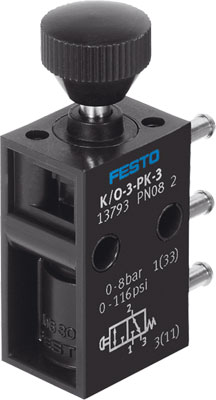 FESTO
K/O-3-PK-3
13793 PN08 2
0-8bar 1(33)
0-116psi
2
1 3
3(11)